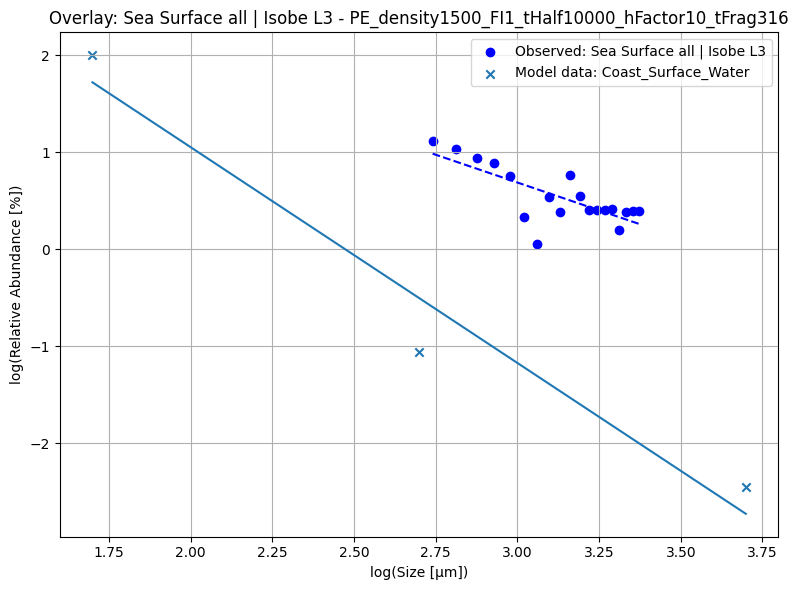 Overlay: Sea Surface all | Isobe L3 - PE_density1500_FI1_tHalf10000_hFactor10_tFrag316
Observed: Sea Surface all | Isobe L3
Model data: Coast_Surface_Water
log(Relative Abundance [%])
2
1
0
−1
−2
1.75
2.00
2.25
2.50
2.75
3.00
3.25
3.50
3.75
log(Size [µm])